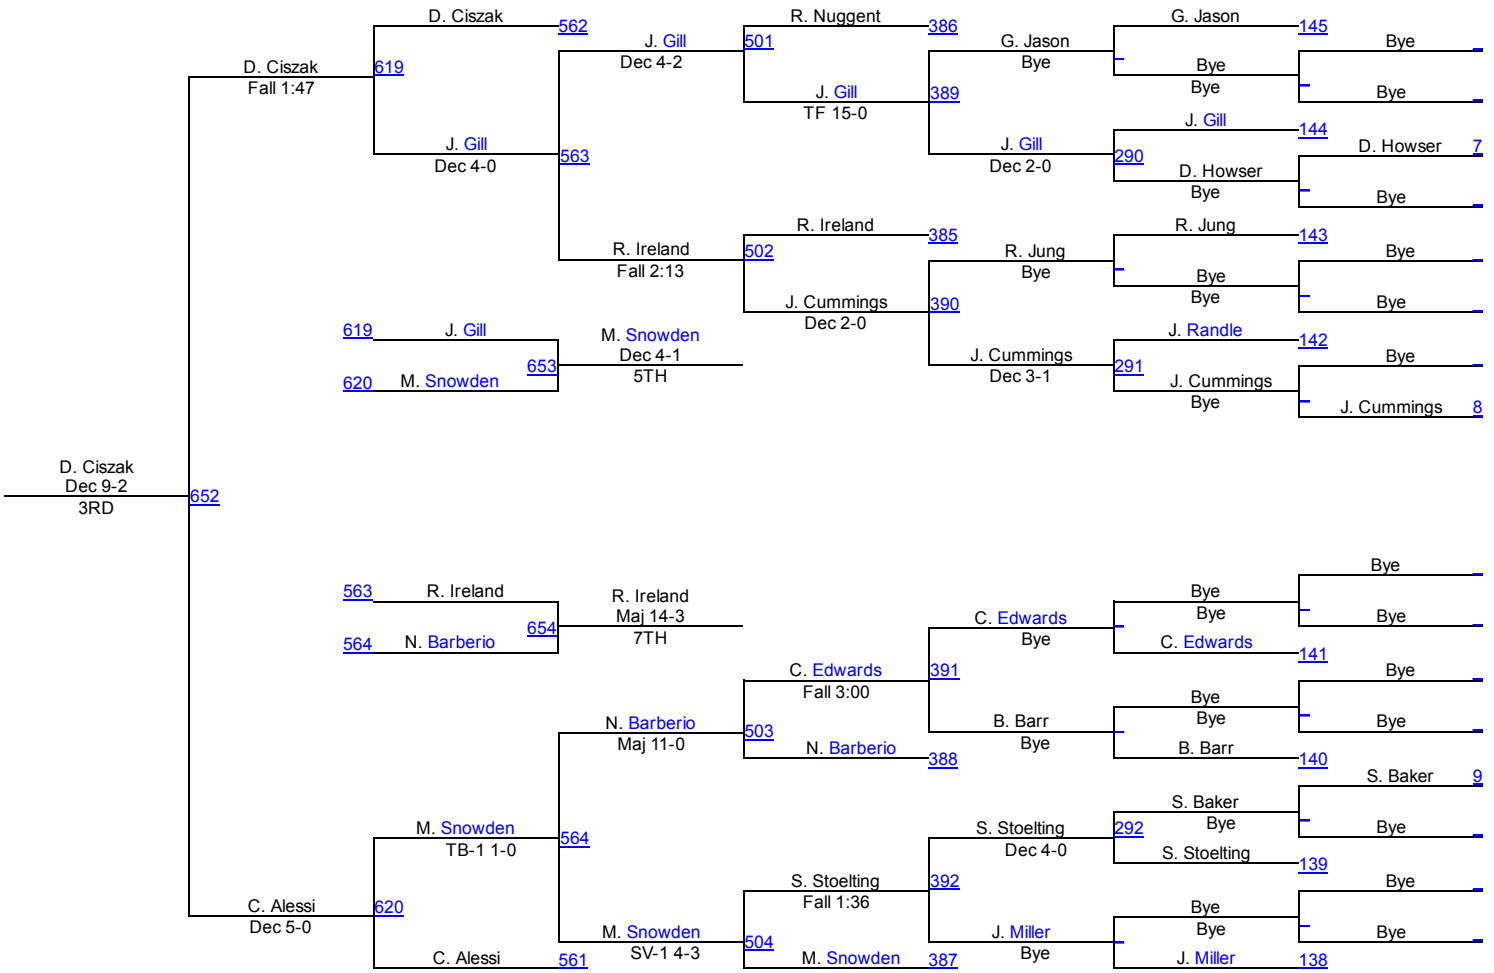 D. Ciszak 562
R. Nuggent 386
G. Jason 145
J. Gill 501
Dec 4-2
G. Jason
Bye
Bye
D. Ciszak 619
Fall 1:47
Bye
Bye
J. Gill 389
TF 15-0
Bye
J. Gill 144
J. Gill 563
Dec 4-0
J. Gill 290
Dec 2-0
D. Howser 7
D. Howser
Bye
Bye
R. Ireland 385
R. Jung 143
R. Ireland 502
Fall 2:13
R. Jung
Bye
Bye
Bye
Bye
J. Cummings 390
Dec 2-0
Bye
619 J. Gill
M. Snowden
Dec 4-1
5TH
J. Randle 142
653
J. Cummings 291
Dec 3-1
Bye
620 M. Snowden
J. Cummings
Bye
J. Cummings 8
D. Ciszak
Dec 9-2
3RD
652
Bye
563 R. Ireland
R. Ireland
Maj 14-3
7TH
Bye
Bye
654
C. Edwards
Bye
Bye
564 N. Barberio
C. Edwards 141
C. Edwards 391
Fall 3:00
Bye
N. Barberio 503
Maj 11-0
B. Barr
Bye
Bye
Bye
Bye
N. Barberio 388
B. Barr 140
S. Baker 9
M. Snowden 564
TB-1 1-0
S. Stoelting 292
Dec 4-0
S. Baker
Bye
Bye
S. Stoelting 139
S. Stoelting 392
Fall 1:36
Bye
C. Alessi 620
Dec 5-0
Bye
Bye
M. Snowden 504
SV-1 4-3
J. Miller
Bye
Bye
C. Alessi 561
M. Snowden 387
J. Miller 138